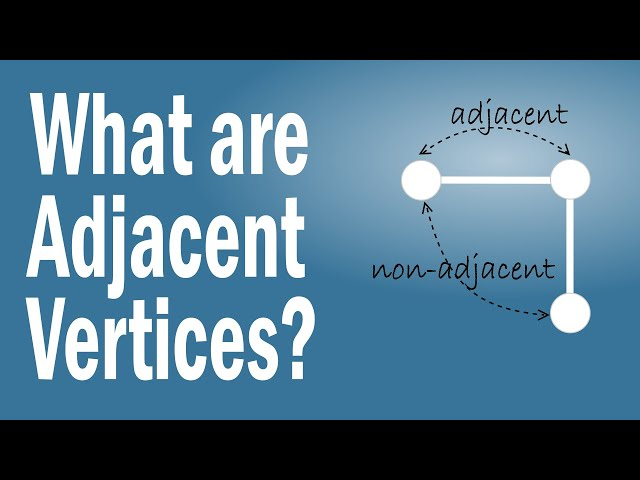 What are
Adjacent
Vertices?
adjacent
non-adjacent